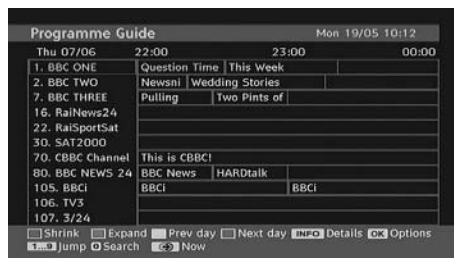 Programme Guide Mon 19/05 10:12
Thu 07/06 22:00 23:00 00:00
1. BBC ONE Question Time This Week
2. BBC TWO Newsni Wedding Stories
7. BBC THREE Pulling Two Pints of
16. RaiNews24
22. RaiSportSat
30. SAT2000
70. CBBC Channel This is CBBC!
80. BBC NEWS 24 BBC News HARDtalk
105. BBCi BBCi BBCi
106. TV3
107. 3/24
Shrink Expand Prev day Next day INFO Details OK Options
1...9 Jump 0 Search Now